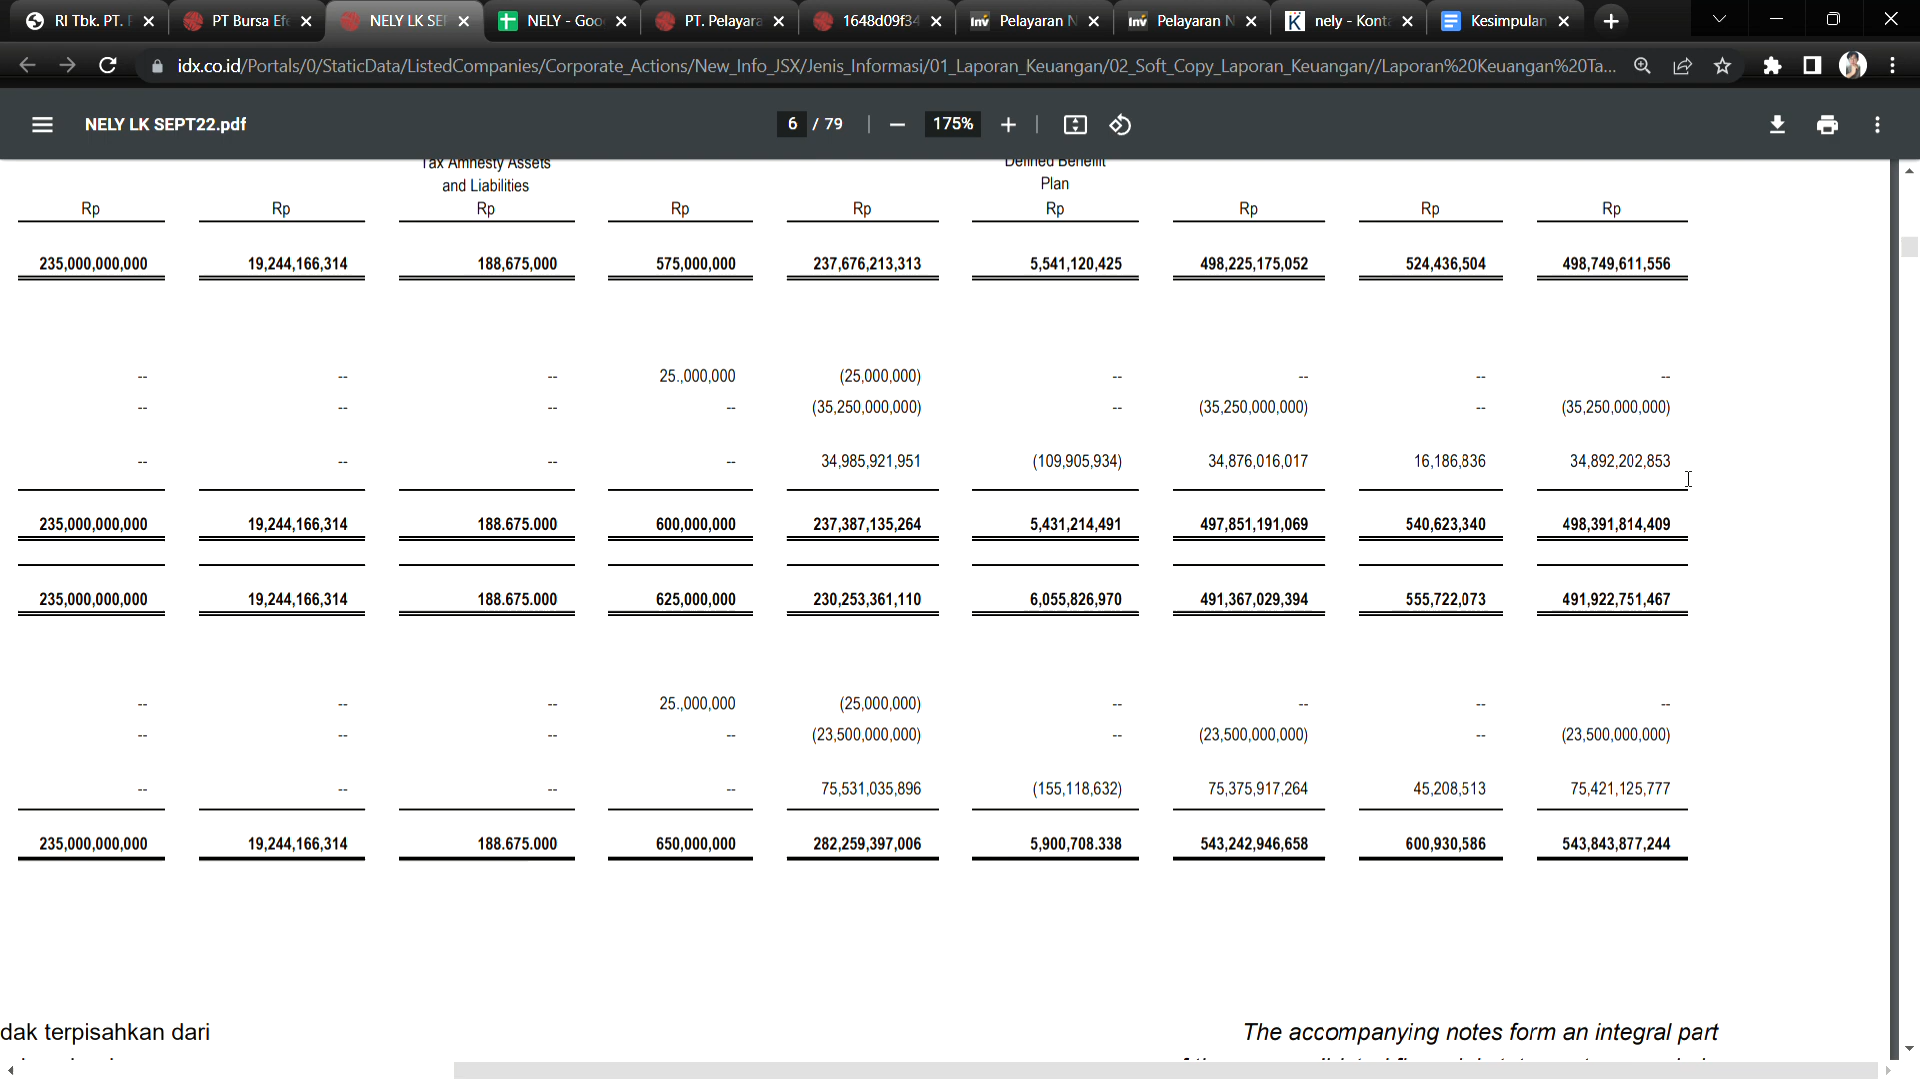 RI Tbk. PT. P
PT Bursa Efe
NELY LK SEP
NELY - Goo
PT. Pelayara
1648d09f34
Pelayaran N
Pelayaran N
nely - Konta
Kesimpulan
idx.co.id/Portals/0/StaticData/ListedCompanies/Corporate_Actions/New_Info_JSX/Jenis_Informasi/01_Laporan_Keuangan/02_Soft_Copy_Laporan_Keuangan//Laporan%20Keuangan%20Ta...
NELY LK SEPT22.pdf
6 / 79
175%
Tax Amnesty Assets Defined Benefit
and Liabilities Plan
Rp Rp Rp Rp Rp Rp Rp Rp Rp
235,000,000,000 19,244,166,314 188,675,000 575,000,000 237,676,213,313 5,541,120,425 498,225,175,052 524,436,504 498,749,611,556
-- -- -- 25.,000,000 (25,000,000) -- -- -- --
-- -- -- -- (35,250,000,000) -- (35,250,000,000) -- (35,250,000,000)
-- -- -- -- 34,985,921,951 (109,905,934) 34,876,016,017 16,186,836 34,892,202,853
235,000,000,000 19,244,166,314 188.675.000 600,000,000 237,387,135,264 5,431,214,491 497,851,191,069 540,623,340 498,391,814,409
235,000,000,000 19,244,166,314 188.675.000 625,000,000 230,253,361,110 6,055,826,970 491,367,029,394 555,722,073 491,922,751,467
-- -- -- 25.,000,000 (25,000,000) -- -- -- --
-- -- -- -- (23,500,000,000) -- (23,500,000,000) -- (23,500,000,000)
-- -- -- -- 75,531,035,896 (155,118,632) 75,375,917,264 45,208,513 75,421,125,777
235,000,000,000 19,244,166,314 188.675.000 650,000,000 282,259,397,006 5,900,708.338 543,242,946,658 600,930,586 543,843,877,244
dak terpisahkan dari
The accompanying notes form an integral part